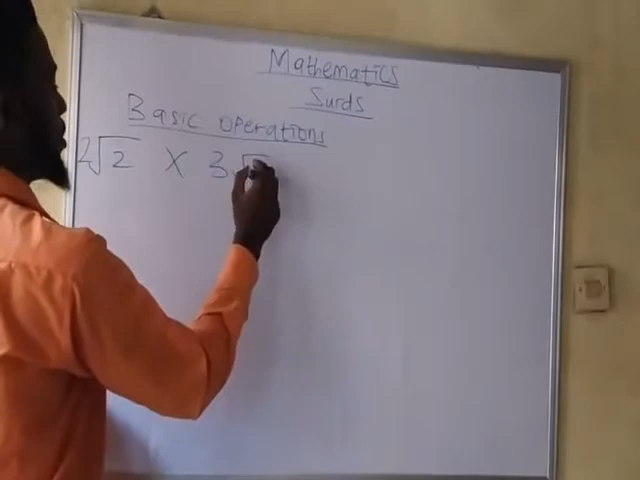 Mathematics
Surds
Basic Operations
2√2 X 3√